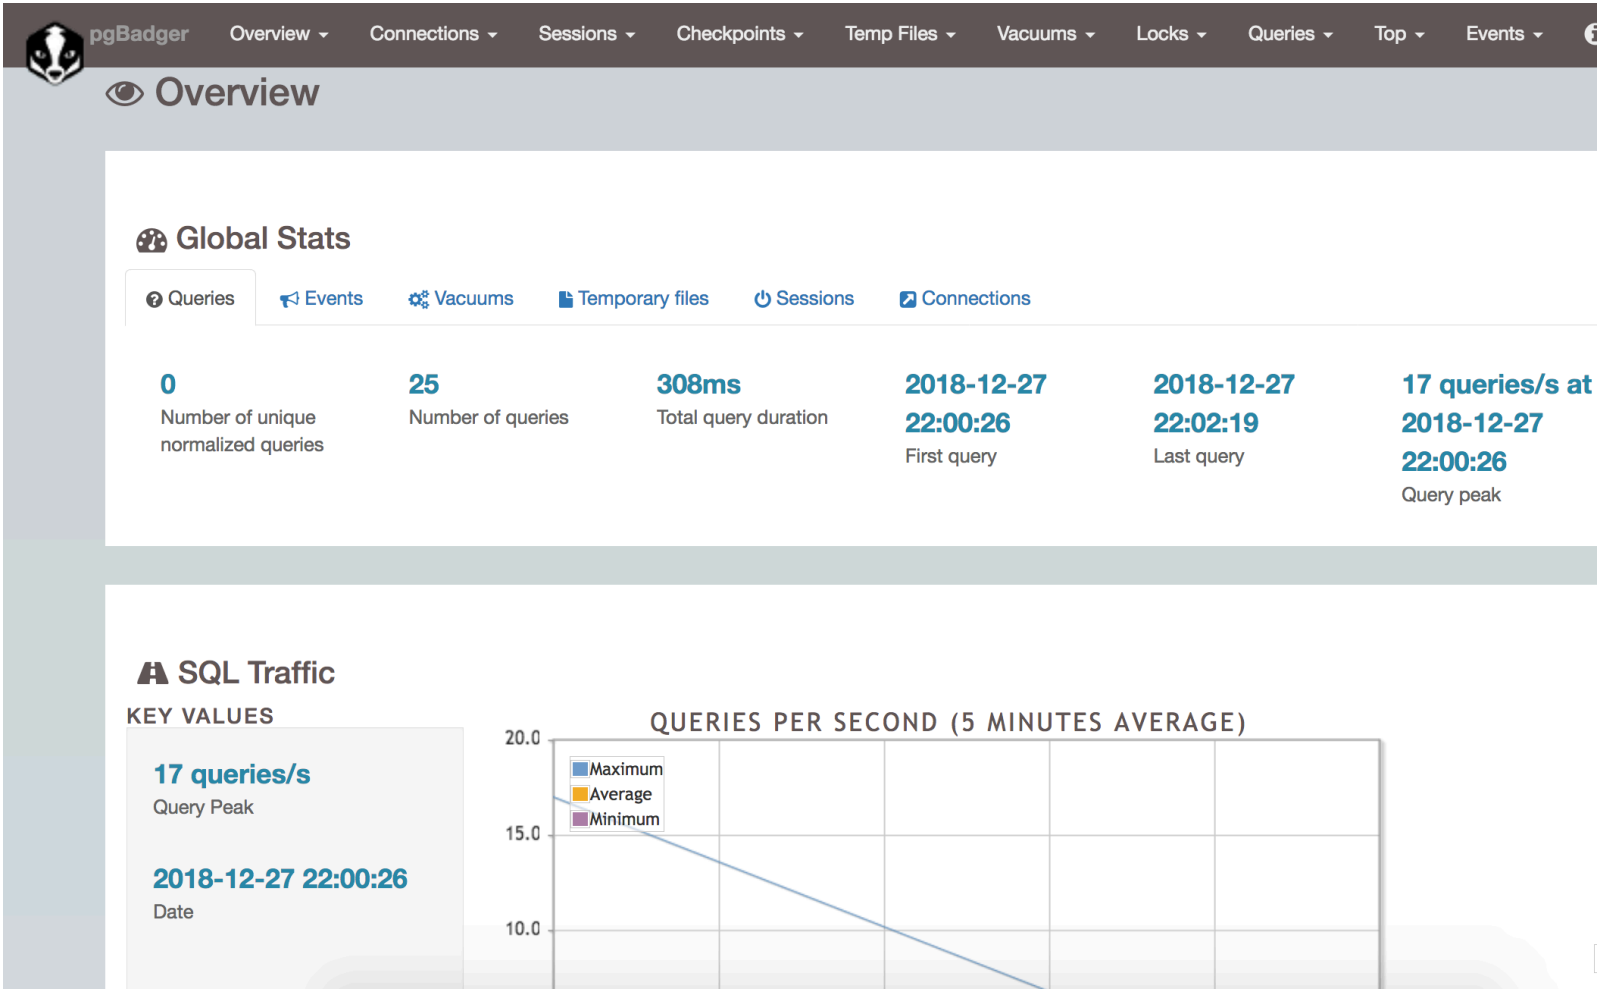 pgBadger Overview Connections Sessions Checkpoints Temp Files Vacuums Locks Queries Top Events
Overview
Global Stats
Queries Events Vacuums Temporary files Sessions Connections
0
Number of unique
normalized queries
25
Number of queries
308ms
Total query duration
2018-12-27
22:00:26
First query
2018-12-27
22:02:19
Last query
17 queries/s at
2018-12-27
22:00:26
Query peak
SQL Traffic
KEY VALUES
17 queries/s
Query Peak
2018-12-27 22:00:26
Date
QUERIES PER SECOND (5 MINUTES AVERAGE)
20.0
15.0
10.0
Maximum
Average
Minimum